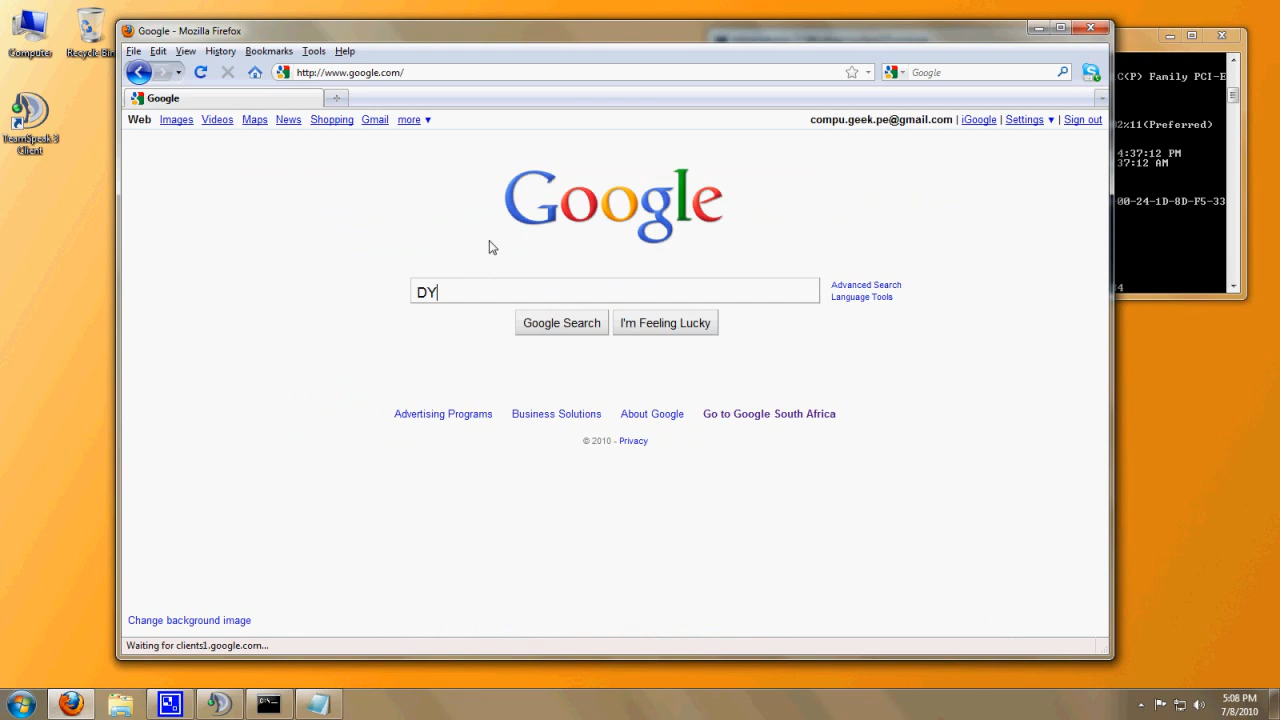 Computer
Recycle Bin
TeamSpeak 3
Client
Google - Mozilla Firefox
File Edit View History Bookmarks Tools Help
http://www.google.com/
Google
Google
Web Images Videos Maps News Shopping Gmail more ▼
compu.geek.pe@gmail.com | iGoogle | Settings ▼ | Sign out
Google
DY
Advanced Search
Language Tools
Google Search I'm Feeling Lucky
Advertising Programs Business Solutions About Google Go to Google South Africa
© 2010 - Privacy
Change background image
Waiting for clients1.google.com...
C(P) Family PCI-E
2%11(Preferred)
4:37:12 PM
37:12 AM
00-24-1D-8D-F5-33
4
C:\_
5:08 PM
7/8/2010